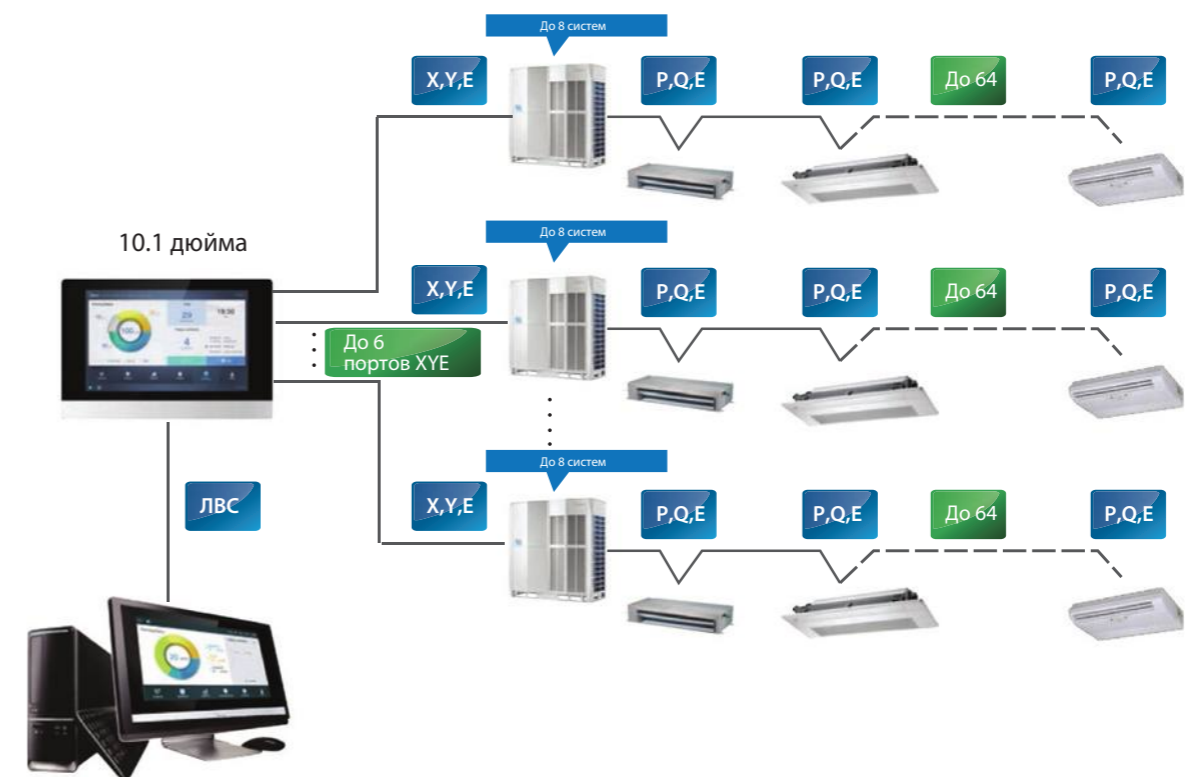 До 8 систем
X,Y,E
P,Q,E
P,Q,E
До 64
P,Q,E
10.1 дюйма
До 8 систем
X,Y,E
P,Q,E
P,Q,E
До 64
P,Q,E
До 6
портов XYE
До 8 систем
X,Y,E
P,Q,E
P,Q,E
До 64
P,Q,E
ЛВС